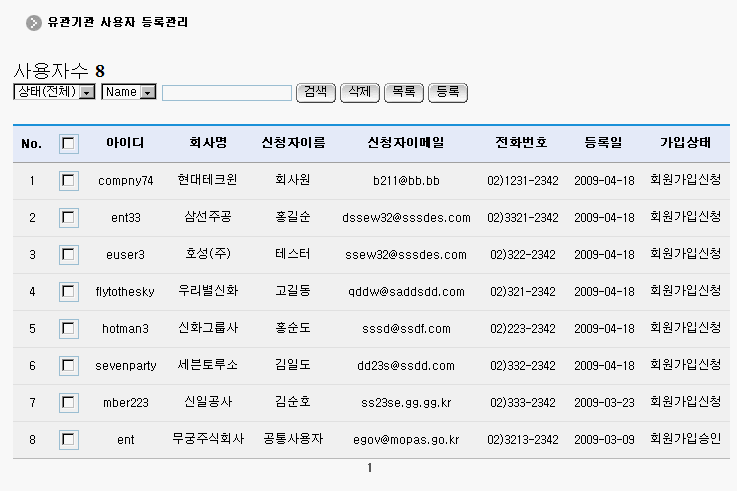 유관기관 사용자 등록관리
사용자수 8
상태(전체) Name 검색 삭제 목록 등록
No. 아이디 회사명 신청자이름 신청자이메일 전화번호 등록일 가입상태
1 compny74 현대테크윈 회사원 b211@bb.bb 02)1231-2342 2009-04-18 회원가입신청
2 ent33 삼선주공 홍길순 dssew32@sssdes.com 02)3321-2342 2009-04-18 회원가입신청
3 euser3 호성(주) 테스터 ssew32@sssdes.com 02)322-2342 2009-04-18 회원가입신청
4 flytothesky 우리별신화 고길동 qddw@saddsdd.com 02)321-2342 2009-04-18 회원가입신청
5 hotman3 신화그룹사 홍순도 sssd@ssdf.com 02)223-2342 2009-04-18 회원가입신청
6 sevenparty 세븐토루소 김일도 dd23s@ssdd.com 02)332-2342 2009-04-18 회원가입신청
7 mber223 신일공사 김순호 ss23se.gg.gg.kr 02)333-2342 2009-03-23 회원가입신청
8 ent 무궁주식회사 공통사용자 egov@mopas.go.kr 02)3213-2342 2009-03-09 회원가입승인
1